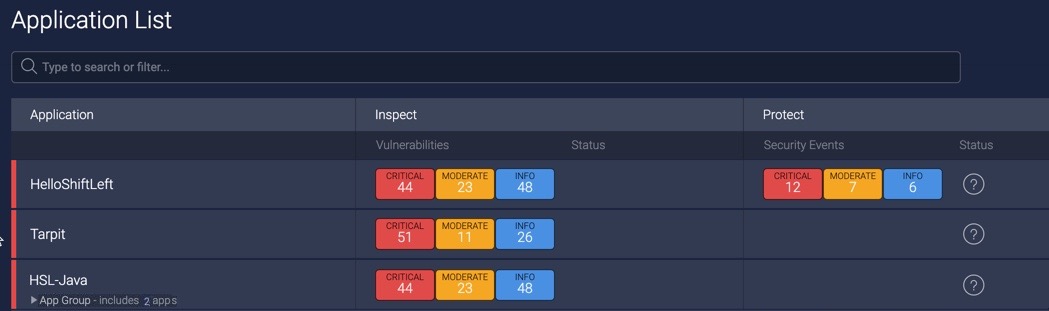 Application List
Type to search or filter...
Application Inspect Protect
Vulnerabilities Status Security Events Status
HelloShiftLeft CRITICAL 44 MODERATE 23 INFO 48 CRITICAL 12 MODERATE 7 INFO 6 ?
Tarpit CRITICAL 51 MODERATE 11 INFO 26 ?
HSL-Java CRITICAL 44 MODERATE 23 INFO 48 ?
App Group - includes 2 apps